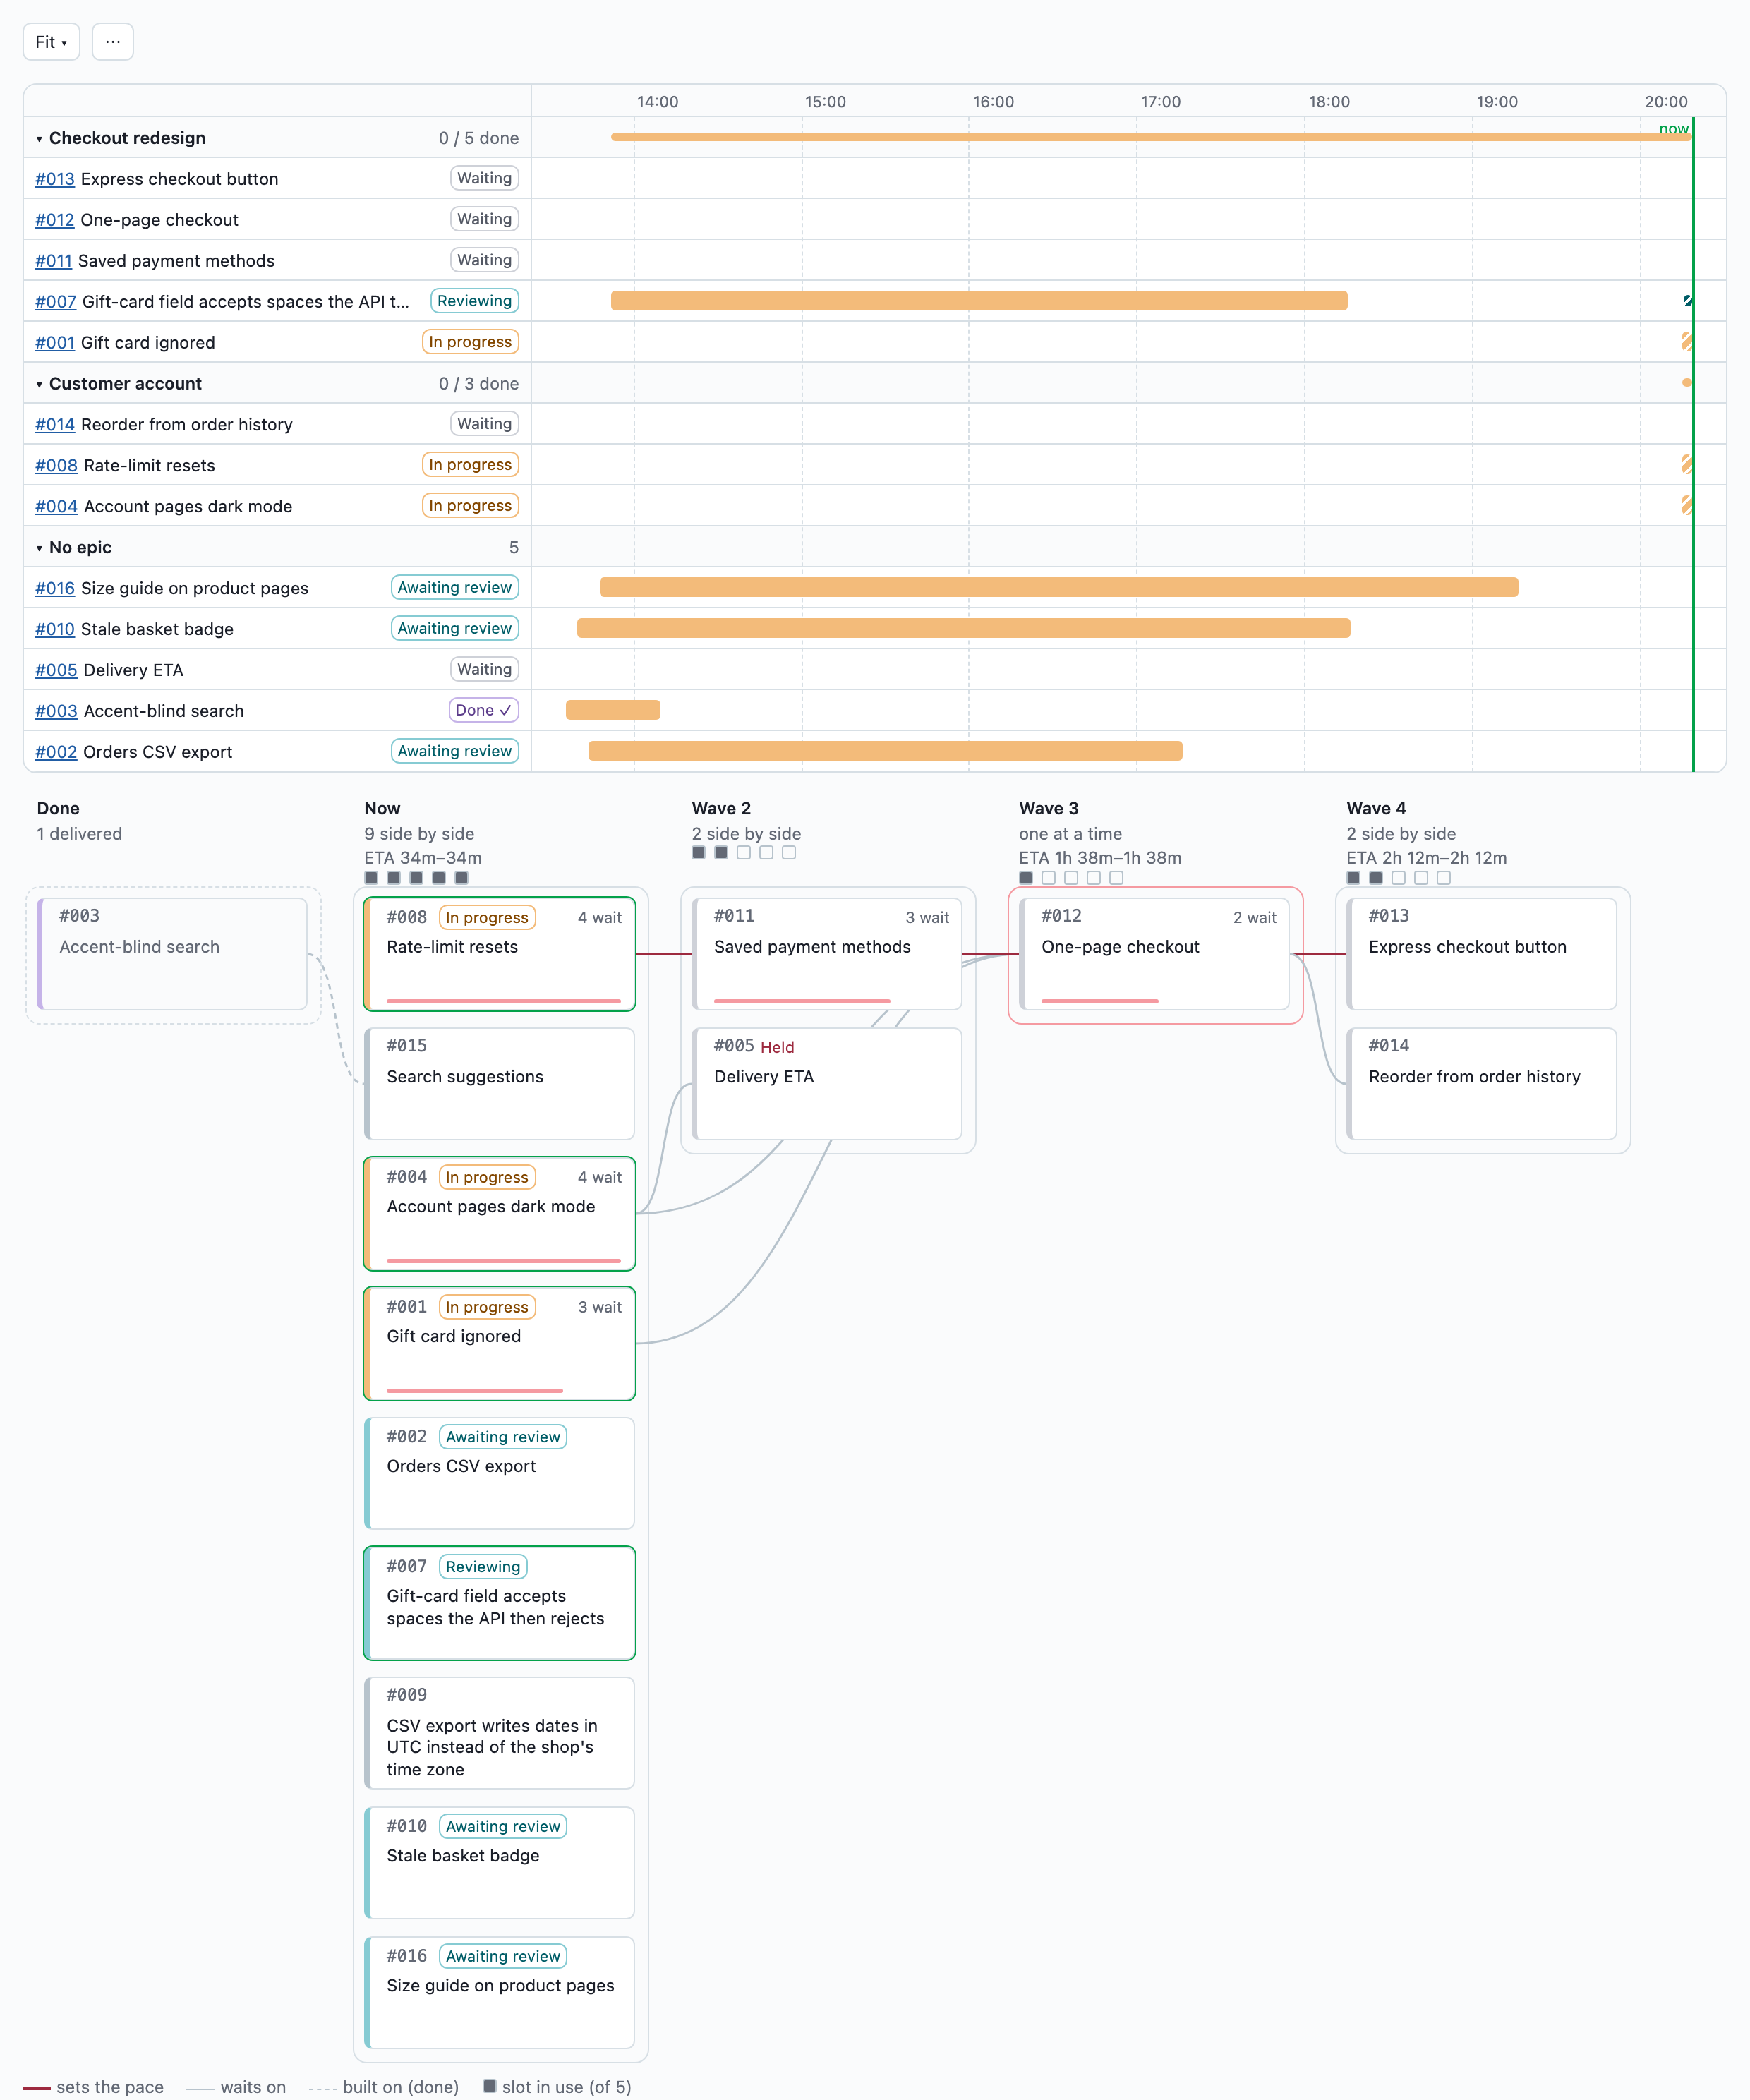 Fit ▾ ⋯
14:00 15:00 16:00 17:00 18:00 19:00 20:00
▾ Checkout redesign 0 / 5 done now
#013 Express checkout button Waiting
#012 One-page checkout Waiting
#011 Saved payment methods Waiting
#007 Gift-card field accepts spaces the API t... Reviewing
#001 Gift card ignored In progress
▾ Customer account 0 / 3 done
#014 Reorder from order history Waiting
#008 Rate-limit resets In progress
#004 Account pages dark mode In progress
▾ No epic 5
#016 Size guide on product pages Awaiting review
#010 Stale basket badge Awaiting review
#005 Delivery ETA Waiting
#003 Accent-blind search Done ✓
#002 Orders CSV export Awaiting review
Done
1 delivered
#003
Accent-blind search
Now
9 side by side
ETA 34m–34m
#008 In progress 4 wait
Rate-limit resets
#015
Search suggestions
#004 In progress 4 wait
Account pages dark mode
#001 In progress 3 wait
Gift card ignored
#002 Awaiting review
Orders CSV export
#007 Reviewing
Gift-card field accepts
spaces the API then rejects
#009
CSV export writes dates in
UTC instead of the shop's
time zone
#010 Awaiting review
Stale basket badge
#016 Awaiting review
Size guide on product pages
Wave 2
2 side by side
#011 3 wait
Saved payment methods
#005 Held
Delivery ETA
Wave 3
one at a time
ETA 1h 38m–1h 38m
#012 2 wait
One-page checkout
Wave 4
2 side by side
ETA 2h 12m–2h 12m
#013
Express checkout button
#014
Reorder from order history
sets the pace waits on built on (done) slot in use (of 5)